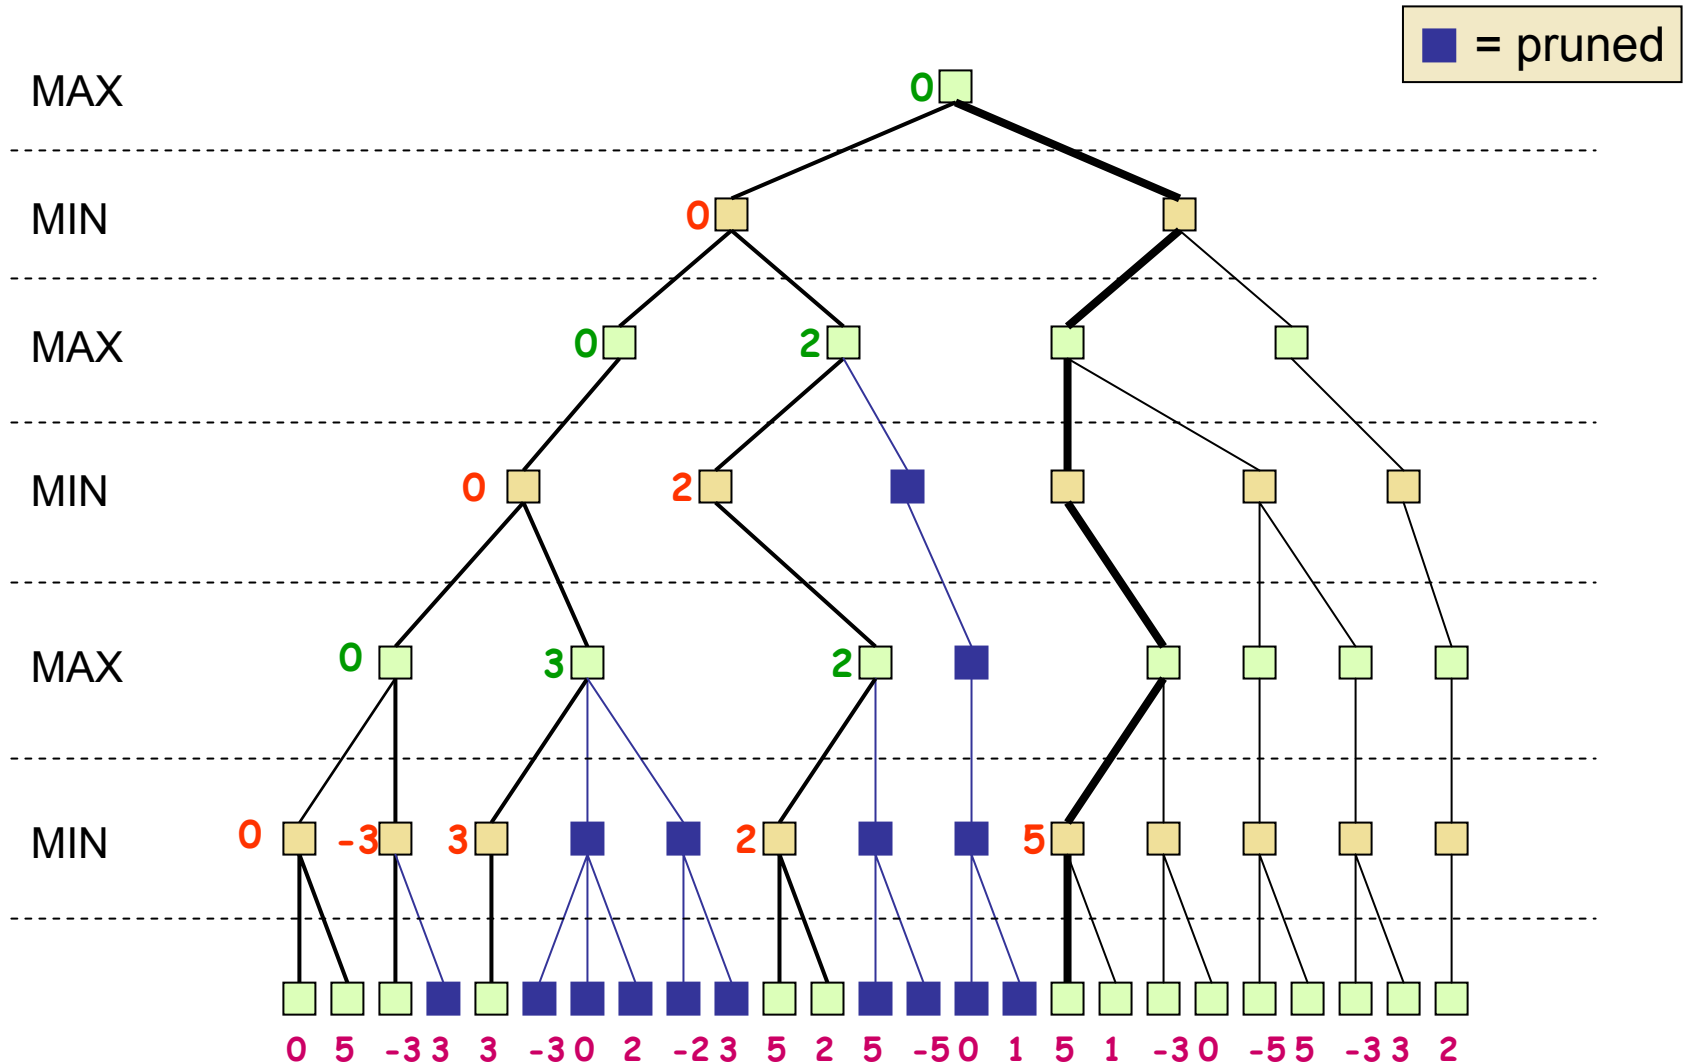 = pruned
MAX 0
MIN 0
MAX 0 2
MIN 0 2
MAX 0 3 2
MIN 0 -3 3 2 5
0 5 -3 3 3 -3 0 2 -2 3 5 2 5 -5 0 1 5 1 -3 0 -5 5 -3 3 2